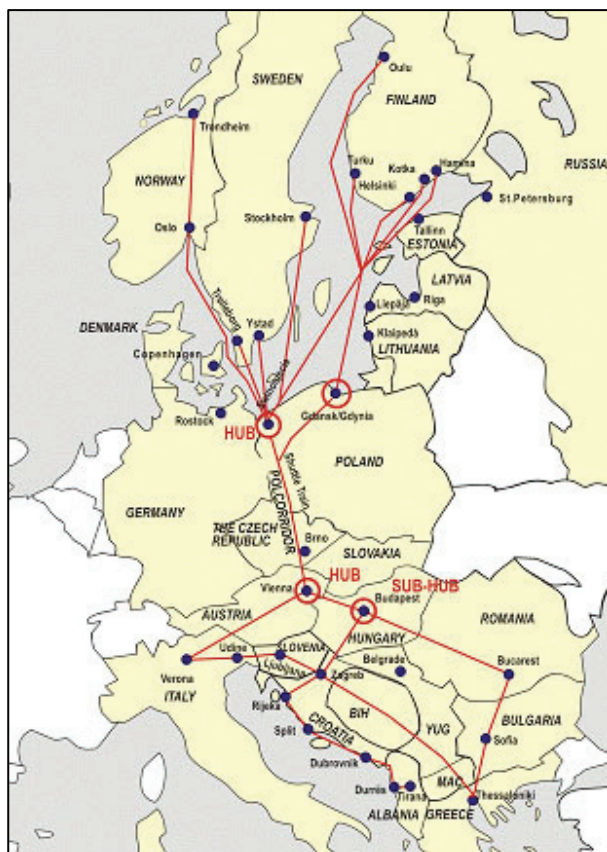 Oulu
SWEDEN
FINLAND
Trondheim
Turku
Kotka
Hamina
RUSSIA
Helsinki
NORWAY
St.Petersburg
Stockholm
Oslo
Tallinn
ESTONIA
LATVIA
Trelleborg
Liepäja
Riga
DENMARK
Ystad
Klaipedá
LITHUANIA
Copenhagen
Rostock
Gdansk/Gdynia
HUB
POLAND
Shuttle Train
GERMANY
POLCORRIDOR
THE CZECH
REPUBLIC
Brno
SLOVAKIA
HUB
Vienna
SUB-HUB
Budapest
AUSTRIA
ROMANIA
HUNGARY
Udine
SLOVENIA
Ljubljana
Belgrade
Bucarest
Verona
Zagreb
ITALY
Rijeka
BIH
BULGARIA
Split
CROATIA
YUG
Sofia
Dubrovnik
MAC
Durrës
Tirana
Thessaloniki
ALBANIA
GREECE